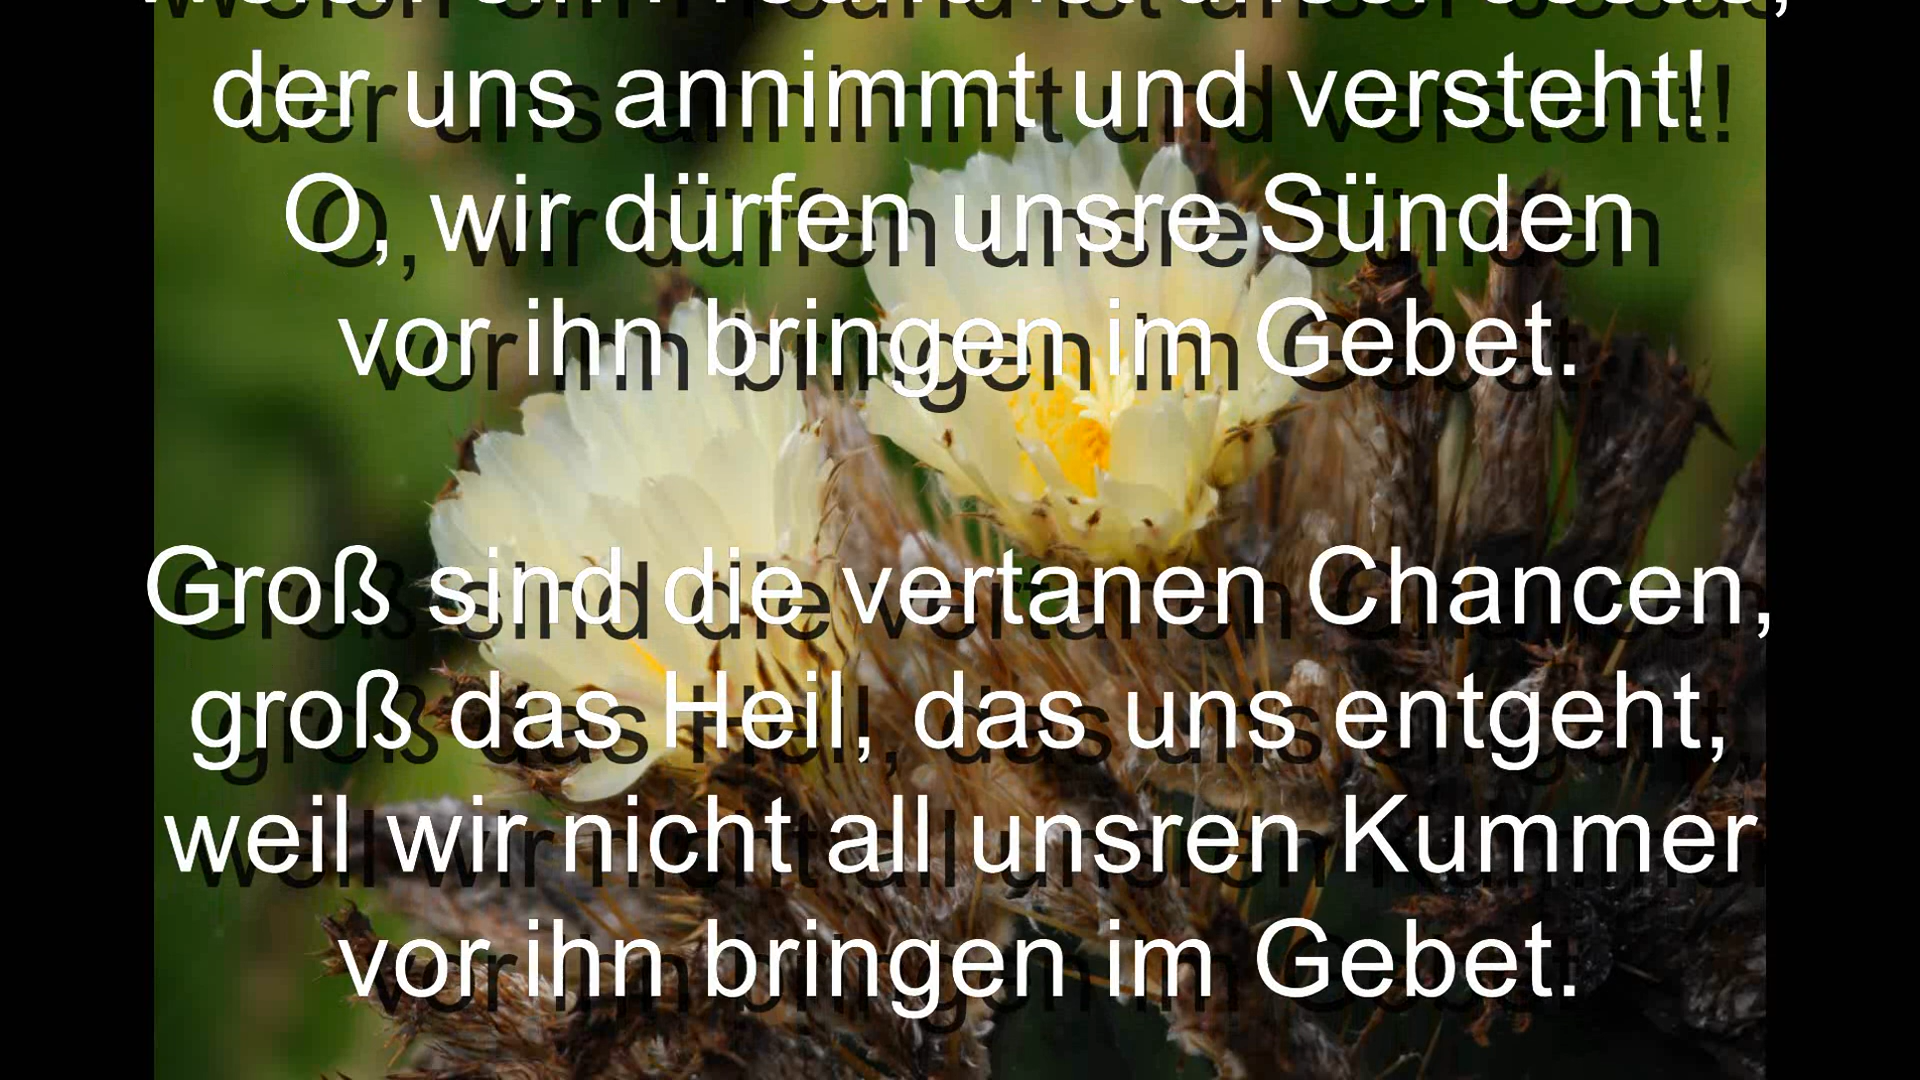 der uns annimmt und versteht!
O, wir dürfen unsre Sünden
vor ihn bringen im Gebet.
Groß sind die vertanen Chancen,
groß das Heil, das uns entgeht,
weil wir nicht all unsren Kummer
vor ihn bringen im Gebet.